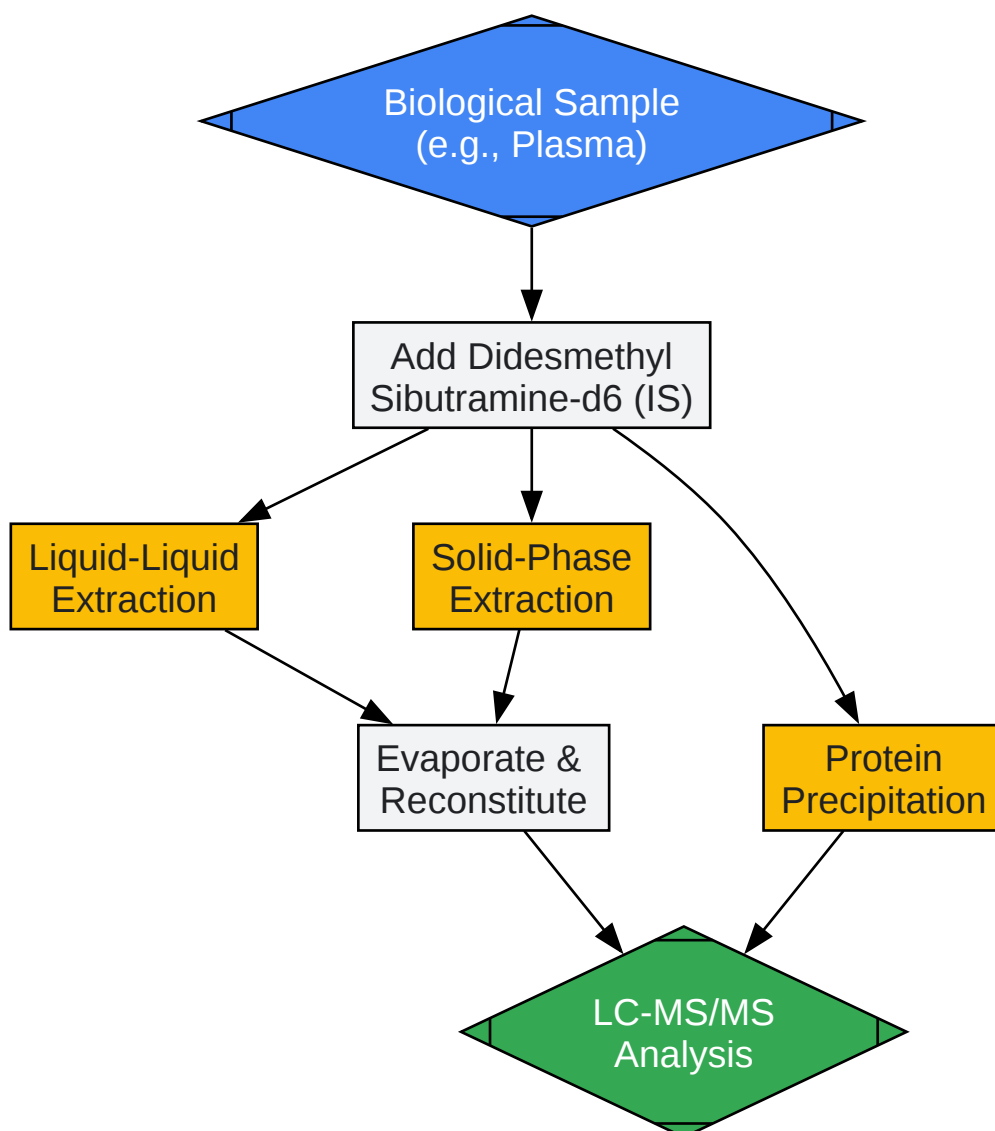 Biological Sample
(e.g., Plasma)
Add Didesmethyl
Sibutramine-d6 (IS)
Liquid-Liquid
Extraction
Solid-Phase
Extraction
Evaporate &
Reconstitute
Protein
Precipitation
LC-MS/MS
Analysis